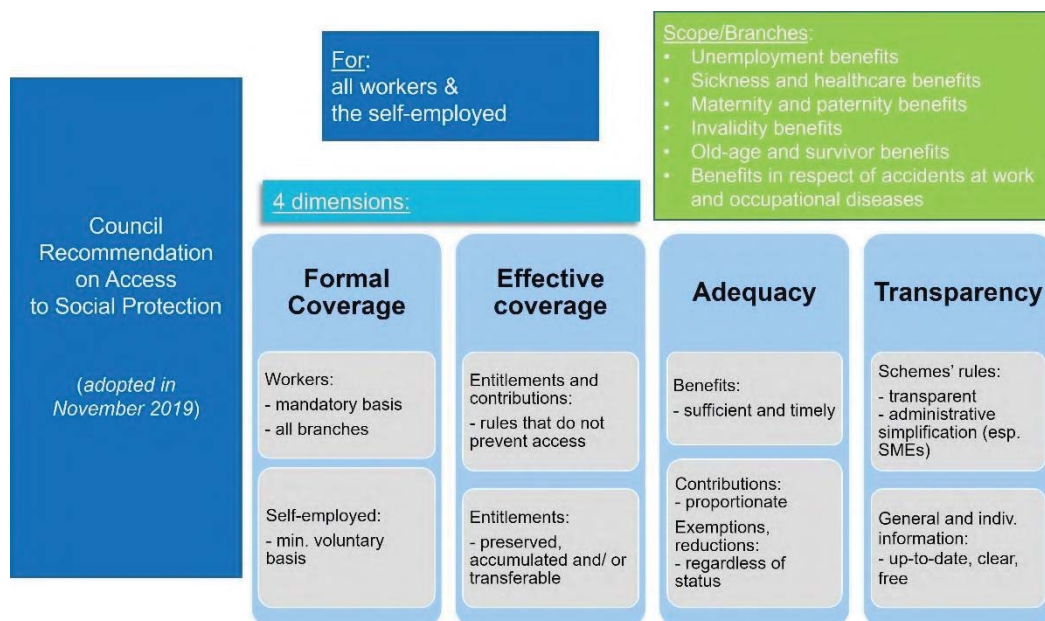 Council
Recommendation
on Access
to Social Protection
(adopted in
November 2019)
For:
all workers &
the self-employed
Scope/Branches:
• Unemployment benefits
• Sickness and healthcare benefits
• Maternity and paternity benefits
• Invalidity benefits
• Old-age and survivor benefits
• Benefits in respect of accidents at work
and occupational diseases
4 dimensions:
Formal
Coverage
Workers:
- mandatory basis
- all branches
Self-employed:
- min. voluntary
basis
Effective
coverage
Entitlements and
contributions:
- rules that do not
prevent access
Entitlements:
- preserved,
accumulated and/ or
transferable
Adequacy
Benefits:
- sufficient and timely
Contributions:
- proportionate
Exemptions,
reductions:
- regardless of
status
Transparency
Schemes' rules:
- transparent
- administrative
simplification (esp.
SMEs)
General and indiv.
information:
- up-to-date, clear,
free